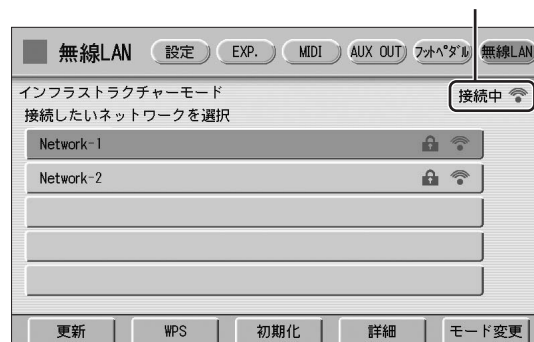 無線LAN 設定 EXP. MIDI AUX OUT フットペダル 無線LAN
インフラストラクチャーモード 接続中
接続したいネットワークを選択
Network-1
Network-2
更新 WPS 初期化 詳細 モード変更